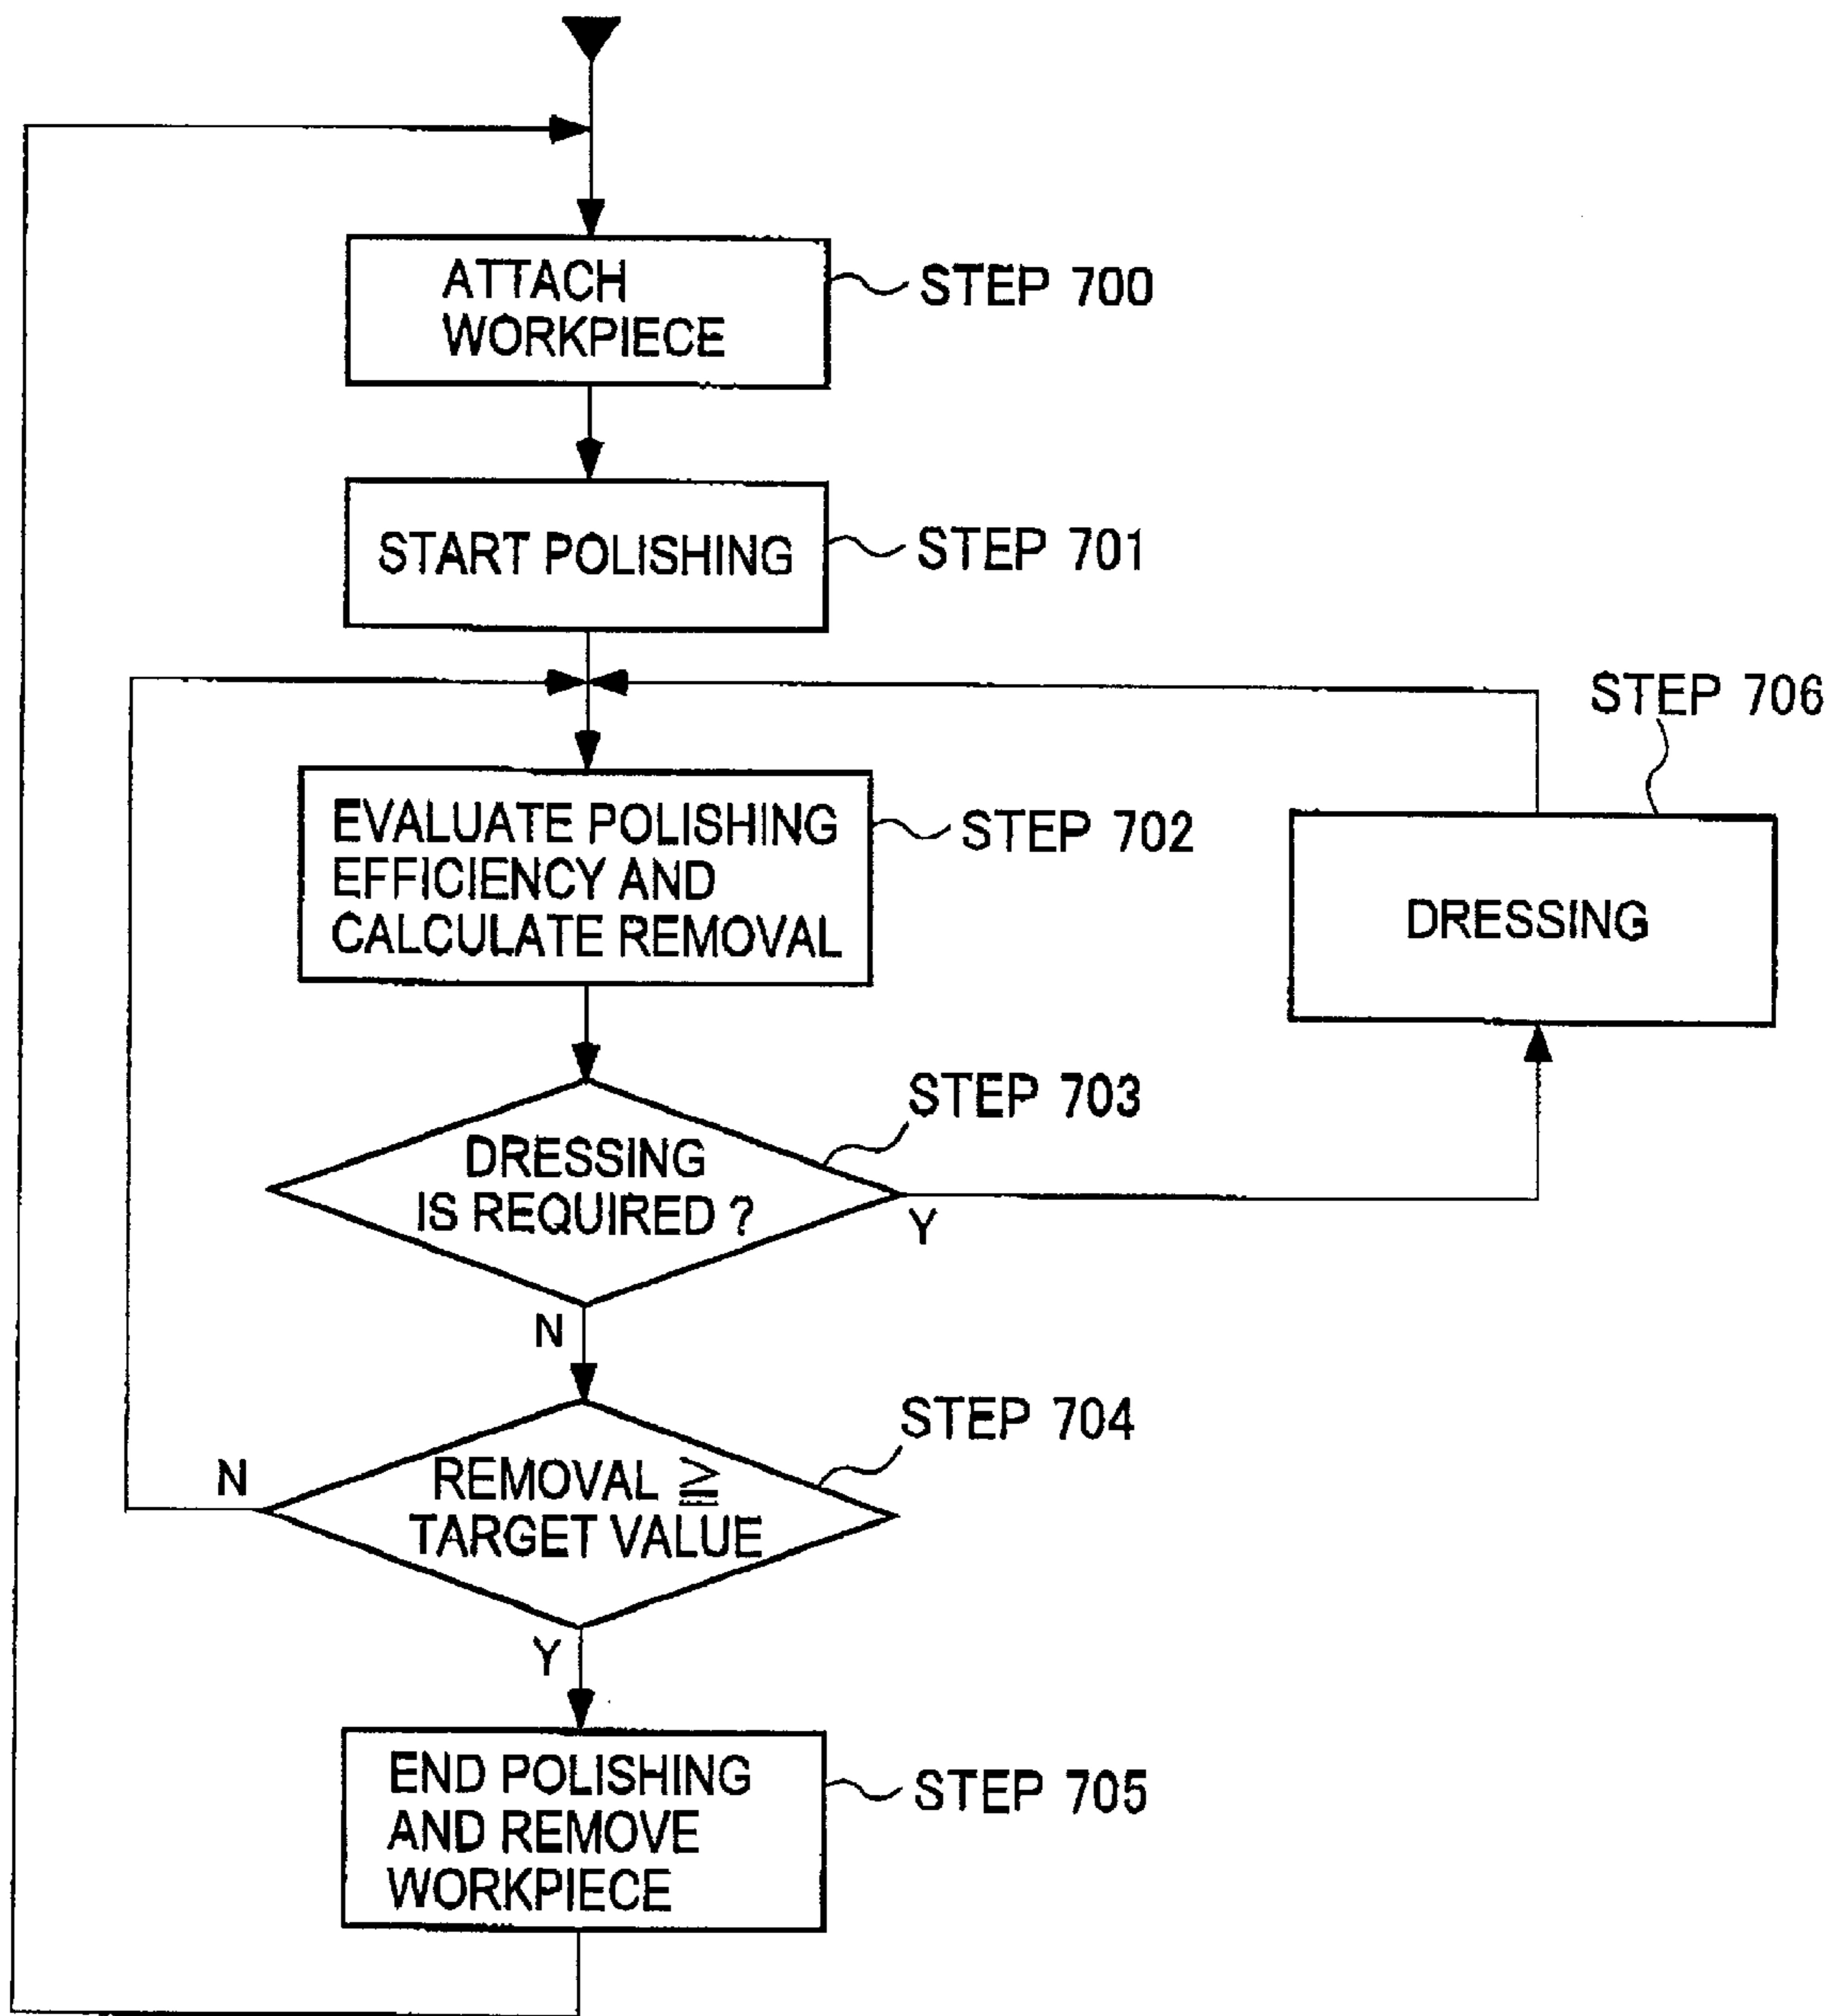 ATTACH
WORKPIECE
STEP 700
START POLISHING
STEP 701
STEP 706
EVALUATE POLISHING
EFFICIENCY AND
CALCULATE REMOVAL
STEP 702
DRESSING
STEP 703
DRESSING
IS REQUIRED ?
Y
N
STEP 704
N
REMOVAL ≧
TARGET VALUE
Y
END POLISHING
AND REMOVE
WORKPIECE
STEP 705